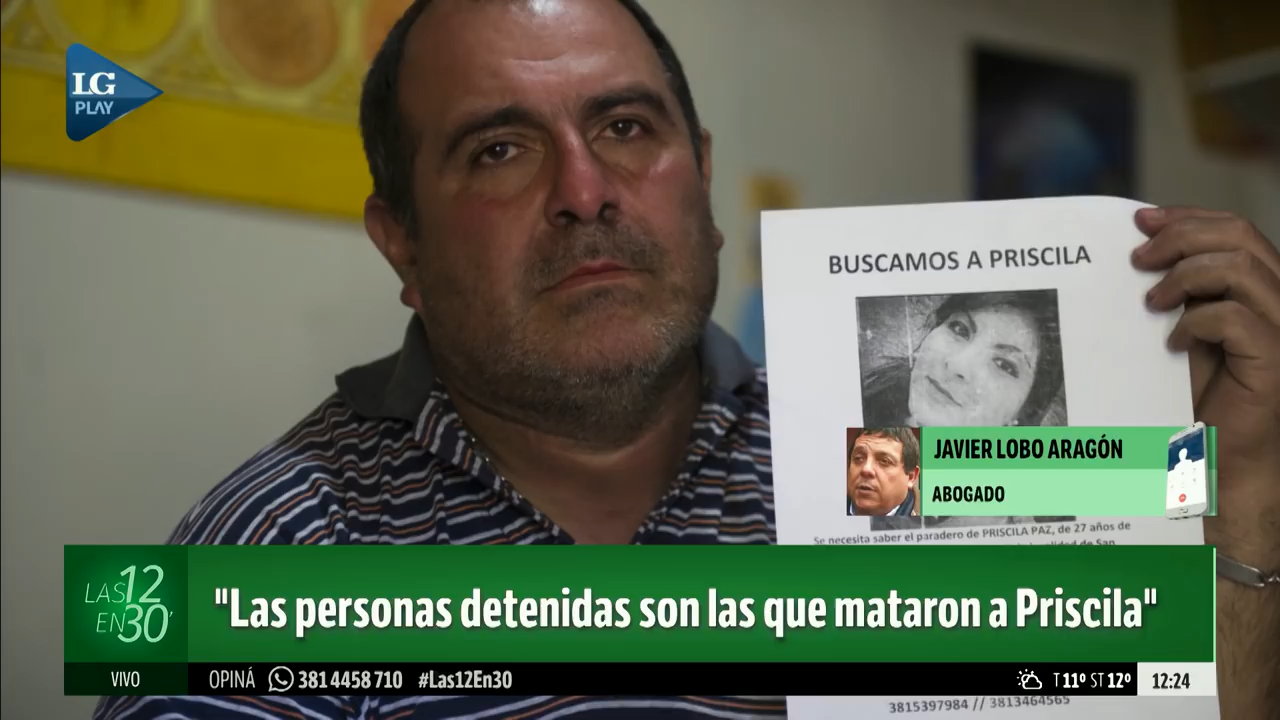 LG
PLAY
BUSCAMOS A PRISCILA
JAVIER LOBO ARAGÓN
ABOGADO
Se necesita saber el paradero de PRISCILA PAZ, de 27 años de
de San
LAS 12
EN 30'
"Las personas detenidas son las que mataron a Priscila"
VIVO
OPINÁ 381 4458 710 #Las12En30
T 11º ST 12º
12:24
3815397984 // 3813464565